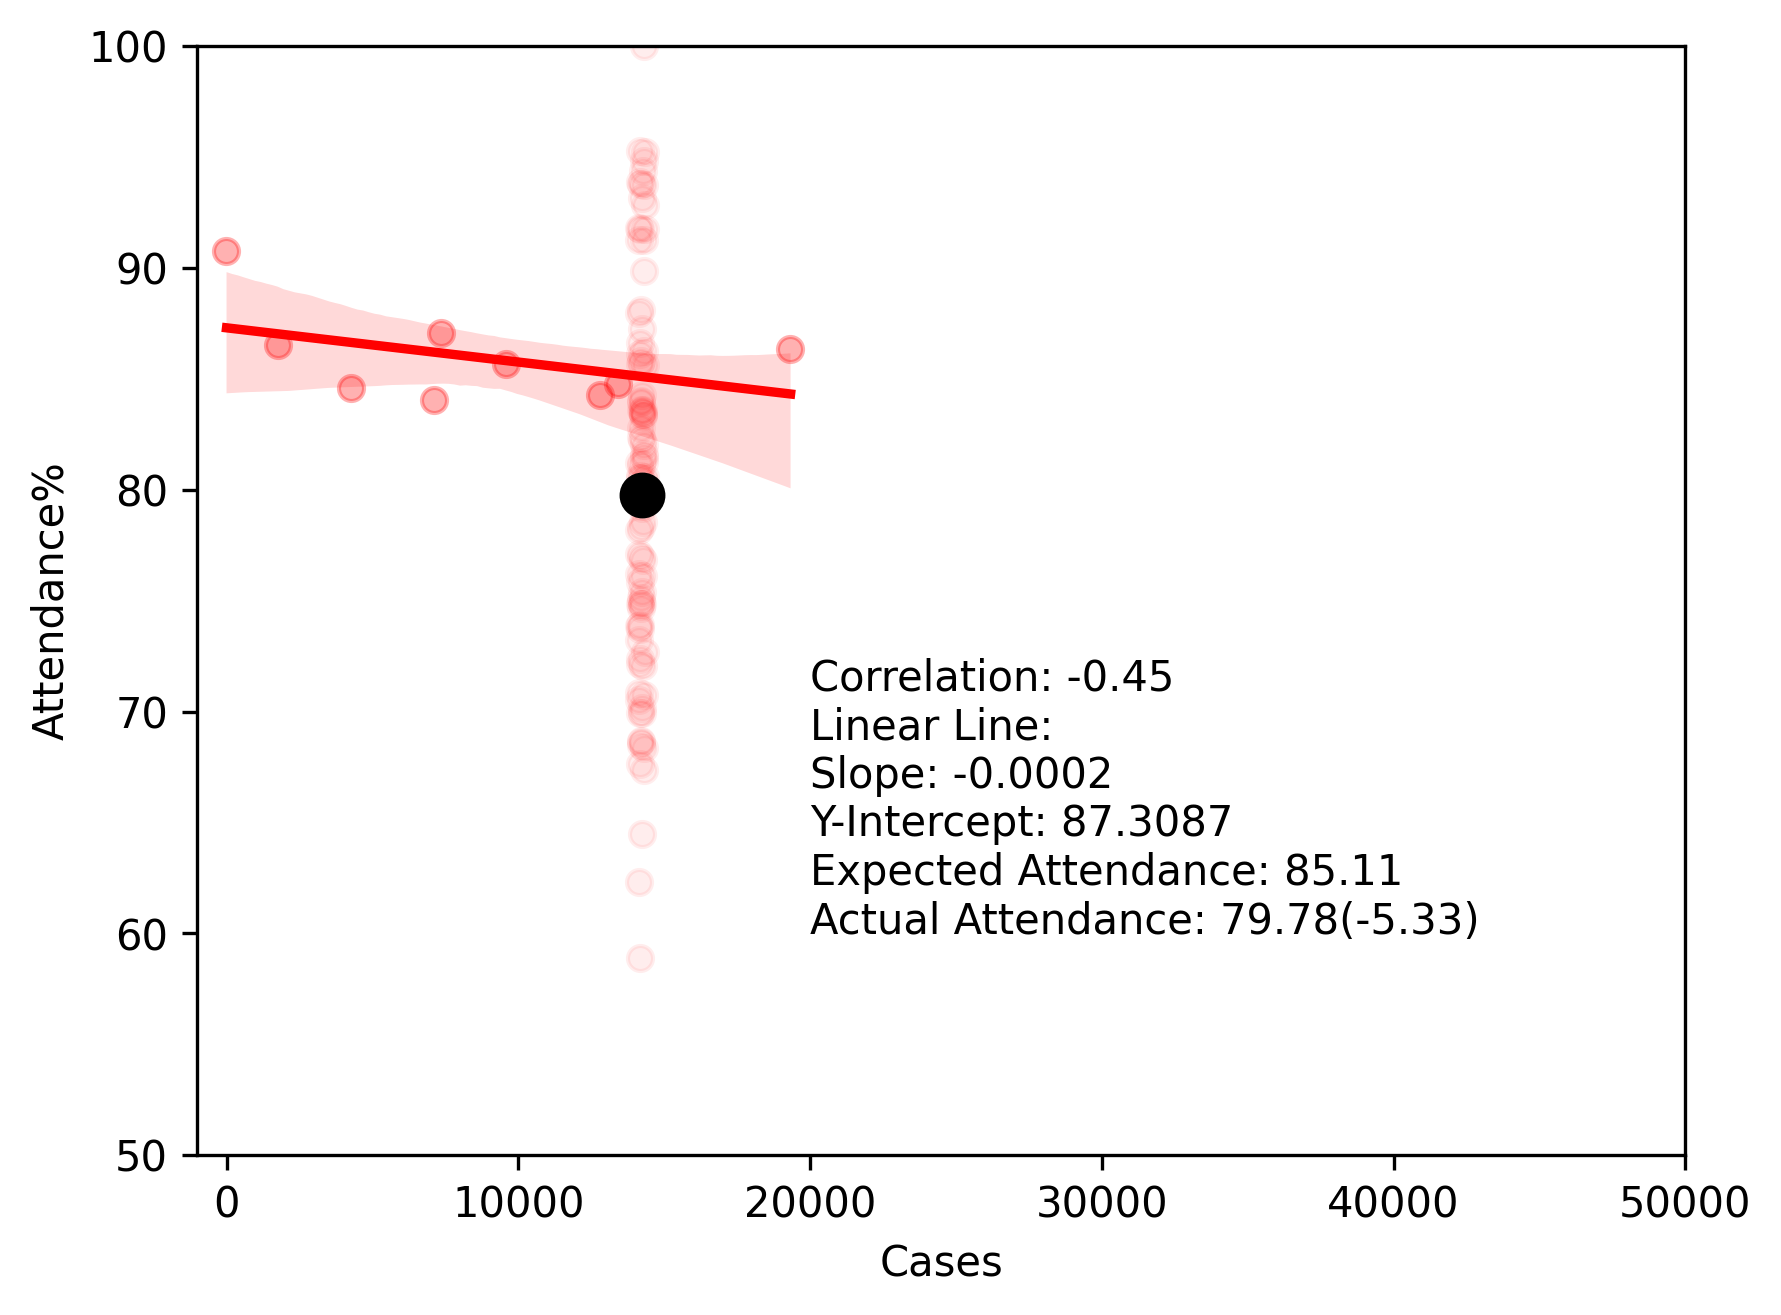 100
90
80
70
60
50
Attendance%
Correlation: -0.45
Linear Line:
Slope: -0.0002
Y-Intercept: 87.3087
Expected Attendance: 85.11
Actual Attendance: 79.78(-5.33)
0 10000 20000 30000 40000 50000
Cases